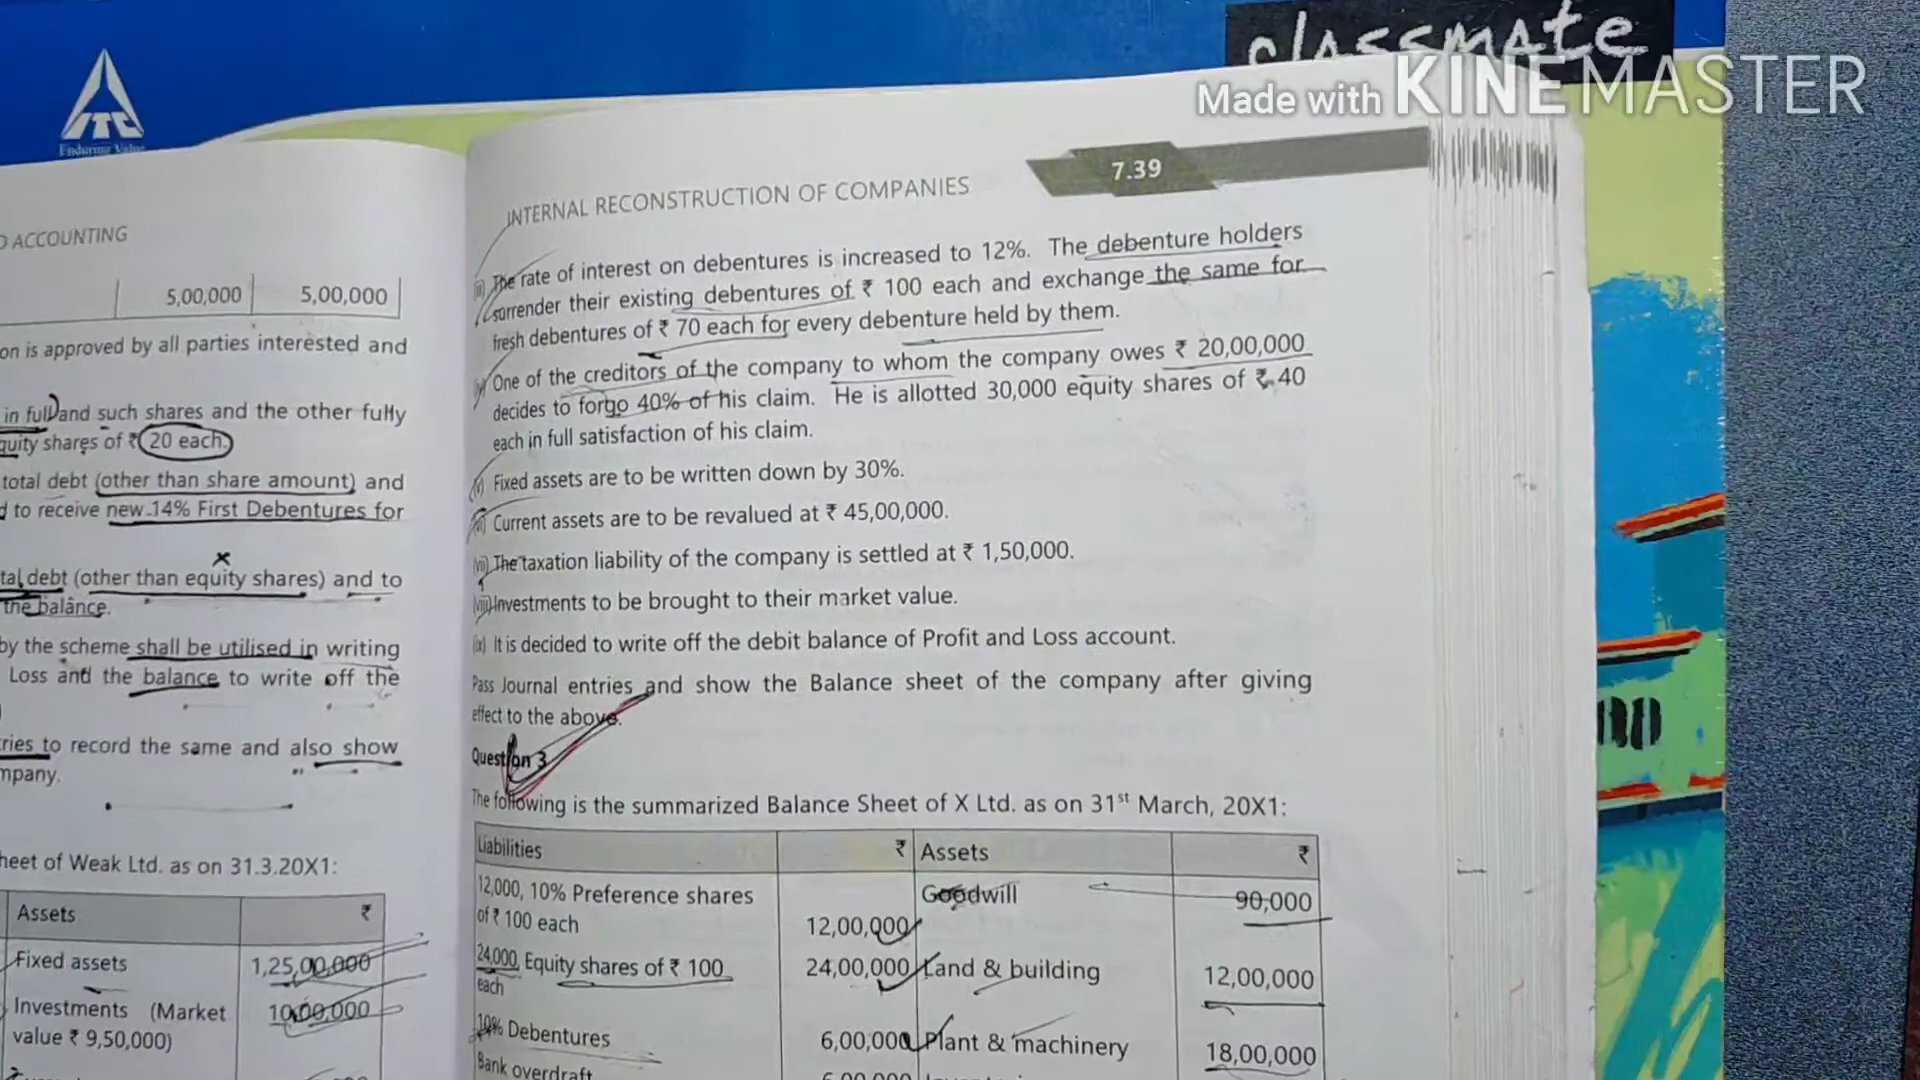 classmate
Made with KINEMASTER
ITC
Enduring Value
ACCOUNTING
5,00,000 5,00,000
on is approved by all parties interested and
in full and such shares and the other fully
quity shares of ₹ 20 each
total debt (other than share amount) and
d to receive new 14% First Debentures for
tal debt (other than equity shares) and to
the balance.
by the scheme shall be utilised in writing
Loss and the balance to write off the
ries to record the same and also show
mpany.
heet of Weak Ltd. as on 31.3.20X1:
Assets ₹
Fixed assets 1,25,00,000
Investments (Market 10,00,000
value ₹ 9,50,000)
INTERNAL RECONSTRUCTION OF COMPANIES 7.39
(iii) The rate of interest on debentures is increased to 12%. The debenture holders
surrender their existing debentures of ₹ 100 each and exchange the same for
fresh debentures of ₹ 70 each for every debenture held by them.
(iv) One of the creditors of the company to whom the company owes ₹ 20,00,000
decides to forgo 40% of his claim. He is allotted 30,000 equity shares of ₹ 40
each in full satisfaction of his claim.
(v) Fixed assets are to be written down by 30%.
(vi) Current assets are to be revalued at ₹ 45,00,000.
(vii) The taxation liability of the company is settled at ₹ 1,50,000.
(viii) Investments to be brought to their market value.
(ix) It is decided to write off the debit balance of Profit and Loss account.
Pass Journal entries and show the Balance sheet of the company after giving
effect to the above.
Question 3
The following is the summarized Balance Sheet of X Ltd. as on 31st March, 20X1:
Liabilities ₹ Assets ₹
12,000, 10% Preference shares Goodwill 90,000
of ₹ 100 each 12,00,000
24,000, Equity shares of ₹ 100 24,00,000 Land & building 12,00,000
each
10% Debentures 6,00,000 Plant & machinery 18,00,000
Bank overdraft